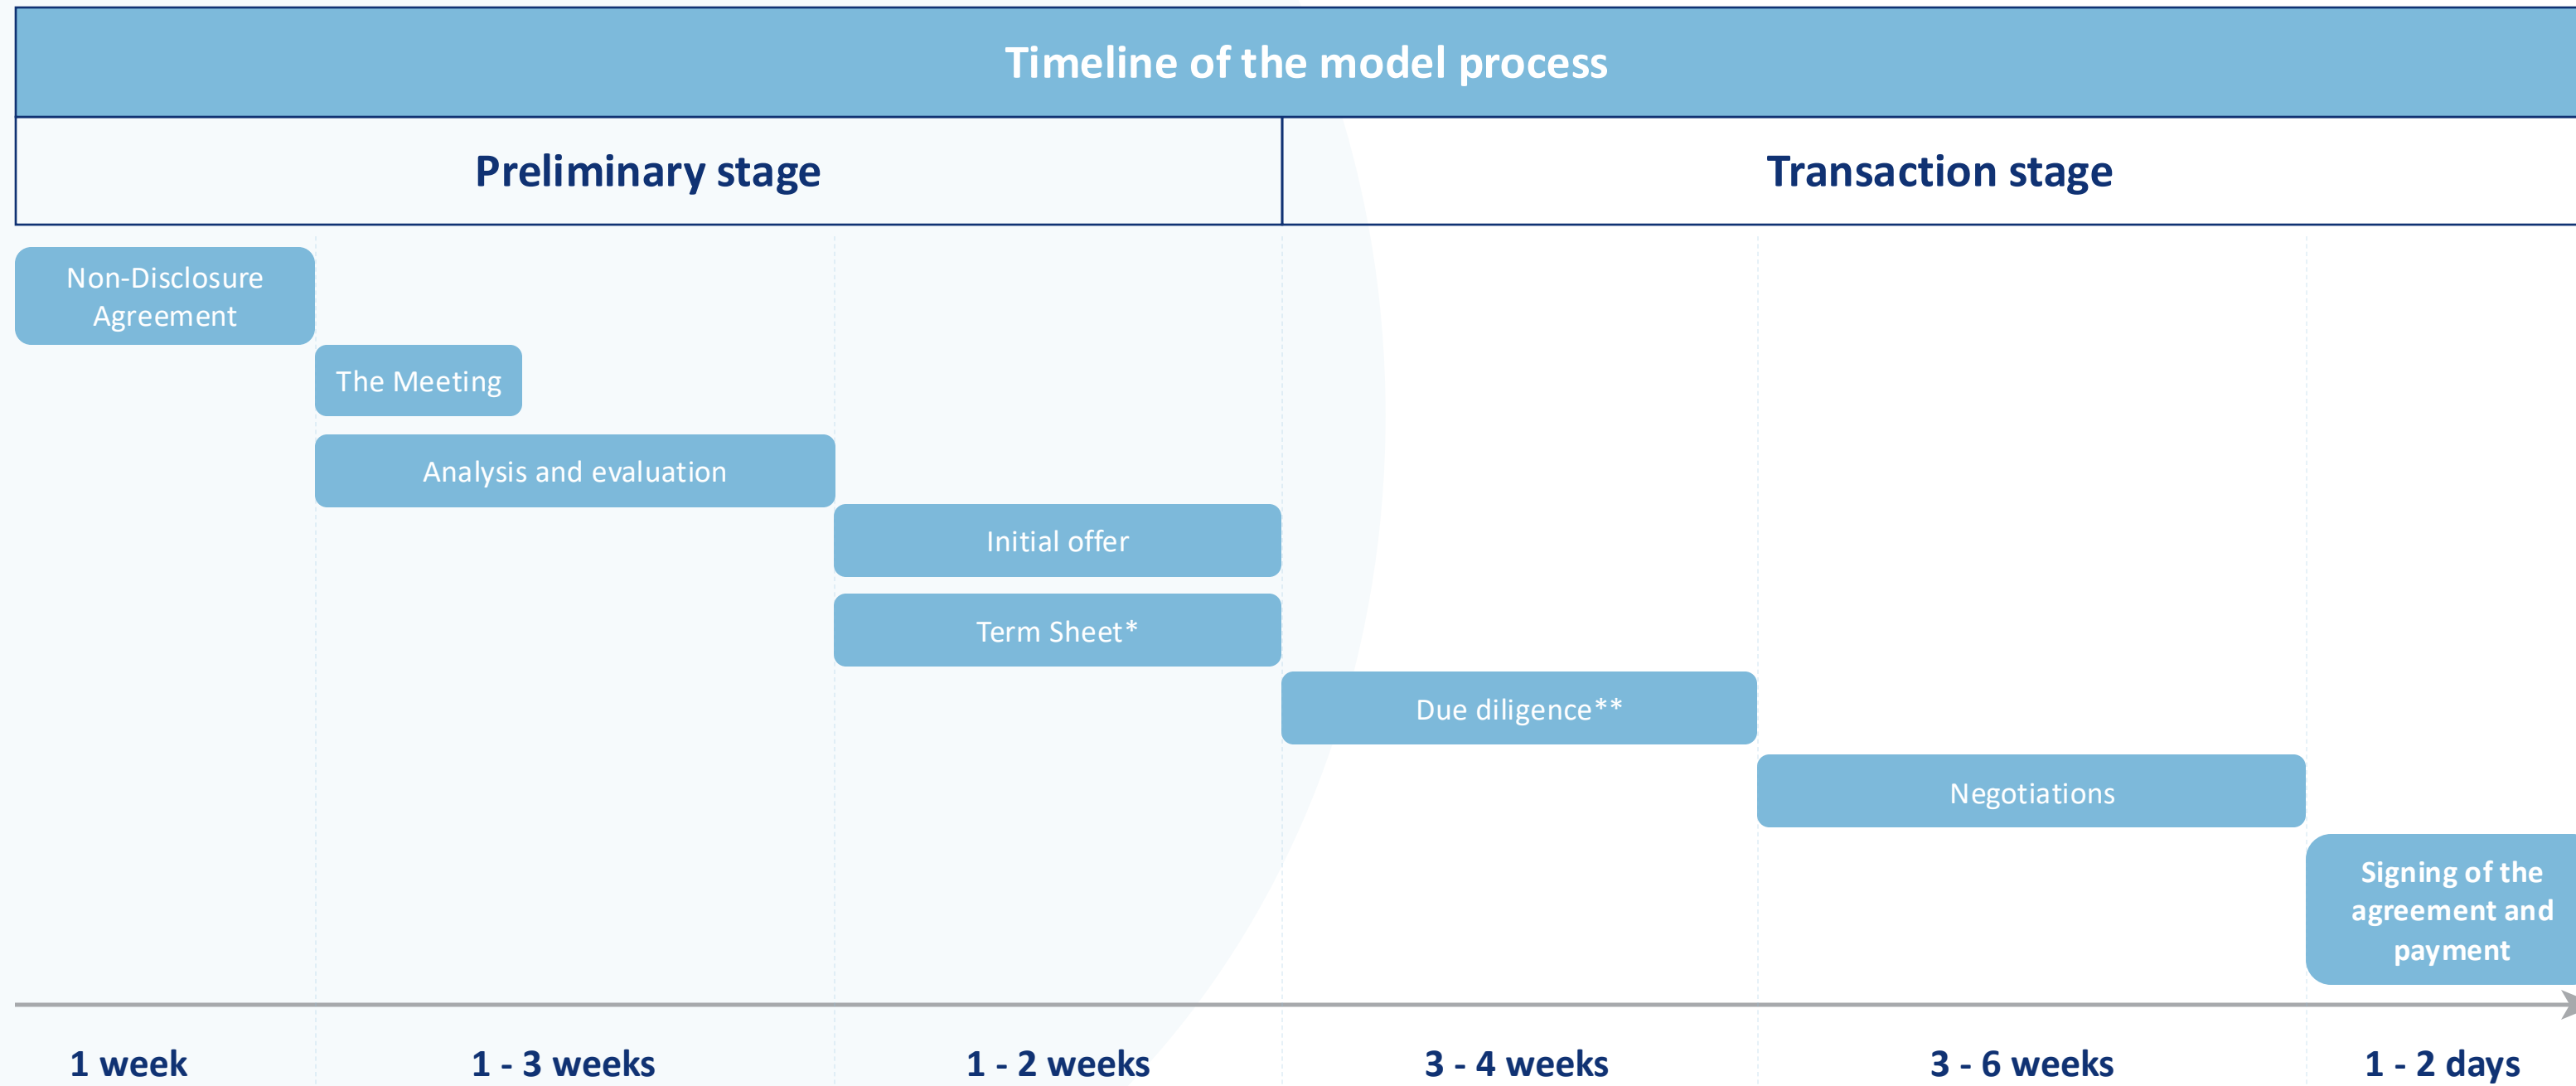 Timeline of the model process
Preliminary stage
Transaction stage
Non-Disclosure
Agreement
The Meeting
Analysis and evaluation
Initial offer
Term Sheet*
Due diligence**
Negotiations
Signing of the
agreement and
payment
1 week
1 - 3 weeks
1 - 2 weeks
3 - 4 weeks
3 - 6 weeks
1 - 2 days